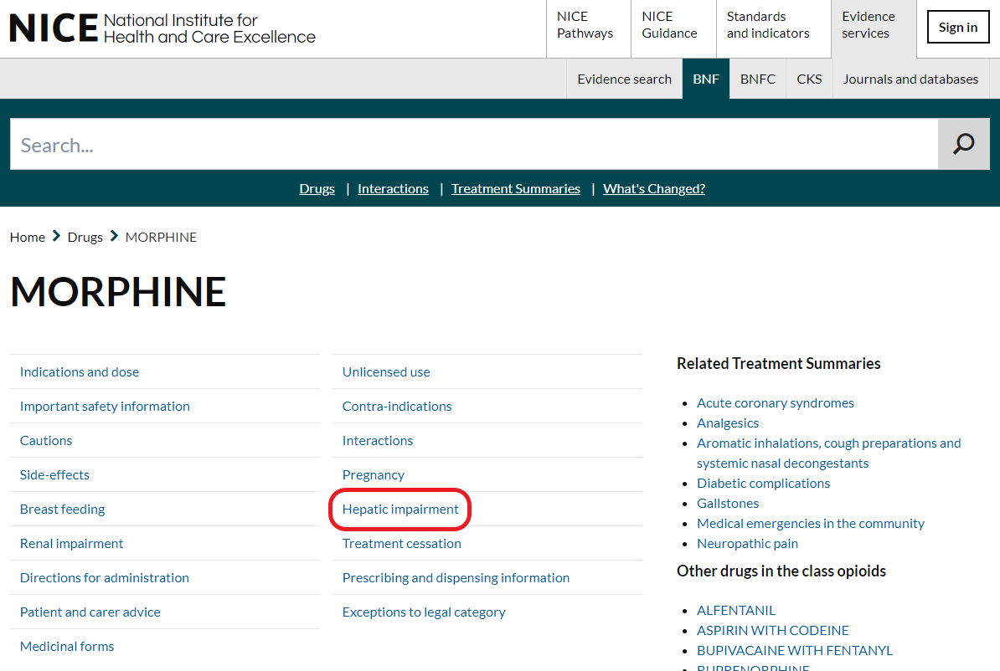 NICE National Institute for
Health and Care Excellence
NICE
Pathways
NICE
Guidance
Standards
and indicators
Evidence
services
Sign in
Evidence search
BNF
BNFC
CKS
Journals and databases
Search...
Drugs | Interactions | Treatment Summaries | What's Changed?
Home > Drugs > MORPHINE
MORPHINE
Indications and dose
Important safety information
Cautions
Side-effects
Breast feeding
Renal impairment
Directions for administration
Patient and carer advice
Medicinal forms
Unlicensed use
Contra-indications
Interactions
Pregnancy
Hepatic impairment
Treatment cessation
Prescribing and dispensing information
Exceptions to legal category
Related Treatment Summaries
• Acute coronary syndromes
• Analgesics
• Aromatic inhalations, cough preparations and
systemic nasal decongestants
• Diabetic complications
• Gallstones
• Medical emergencies in the community
• Neuropathic pain
Other drugs in the class opioids
• ALFENTANIL
• ASPIRIN WITH CODEINE
• BUPIVACAINE WITH FENTANYL
• BUPRENORPHINE